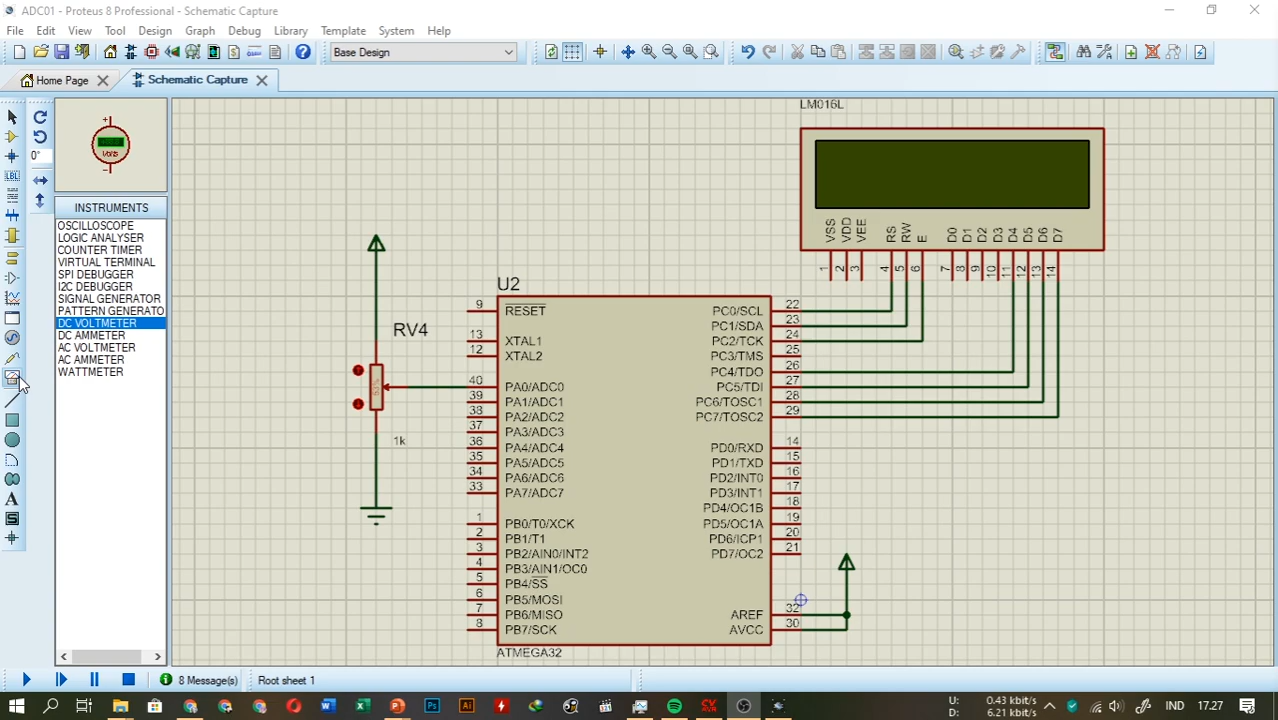 ADC01 - Proteus 8 Professional - Schematic Capture
File Edit View Tool Design Graph Debug Library Template System Help
Base Design
Home Page
Schematic Capture
0°
Volts
LBL
INSTRUMENTS
OSCILLOSCOPE
LOGIC ANALYSER
COUNTER TIMER
VIRTUAL TERMINAL
SPI DEBUGGER
I2C DEBUGGER
SIGNAL GENERATOR
PATTERN GENERATO
DC VOLTMETER
DC AMMETER
AC VOLTMETER
AC AMMETER
WATTMETER
A
LM016L
VSS VDD VEE RS RW E D0 D1 D2 D3 D4 D5 D6 D7
1 2 3 4 5 6 7 8 9 10 11 12 13 14
RV4
1k
U2
9 RESET
13 XTAL1
12 XTAL2
40 PA0/ADC0
39 PA1/ADC1
38 PA2/ADC2
37 PA3/ADC3
36 PA4/ADC4
35 PA5/ADC5
34 PA6/ADC6
33 PA7/ADC7
1 PB0/T0/XCK
2 PB1/T1
3 PB2/AIN0/INT2
4 PB3/AIN1/OC0
5 PB4/SS
6 PB5/MOSI
7 PB6/MISO
8 PB7/SCK
PC0/SCL 22
PC1/SDA 23
PC2/TCK 24
PC3/TMS 25
PC4/TDO 26
PC5/TDI 27
PC6/TOSC1 28
PC7/TOSC2 29
PD0/RXD 14
PD1/TXD 15
PD2/INT0 16
PD3/INT1 17
PD4/OC1B 18
PD5/OC1A 19
PD6/ICP1 20
PD7/OC2 21
AREF 32
AVCC 30
ATMEGA32
8 Message(s)
Root sheet 1
U: 0.43 kbit/s
D: 6.21 kbit/s
IND
17.27